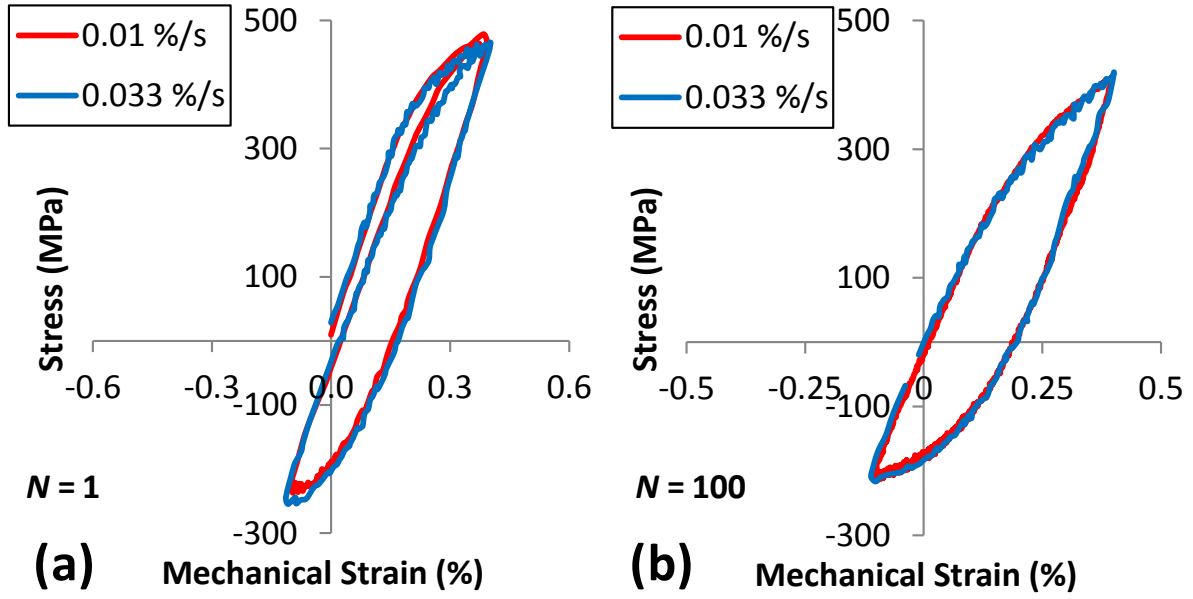 0.01 %/s
0.033 %/s
500
300
100
-100
-300
-0.6
-0.3
0.0
0.3
0.6
Stress (MPa)
Mechanical Strain (%)
N = 1
(a)
0.01 %/s
0.033 %/s
500
300
100
-100
-300
-0.5
-0.25
0
0.25
0.5
Stress (MPa)
Mechanical Strain (%)
N = 100
(b)